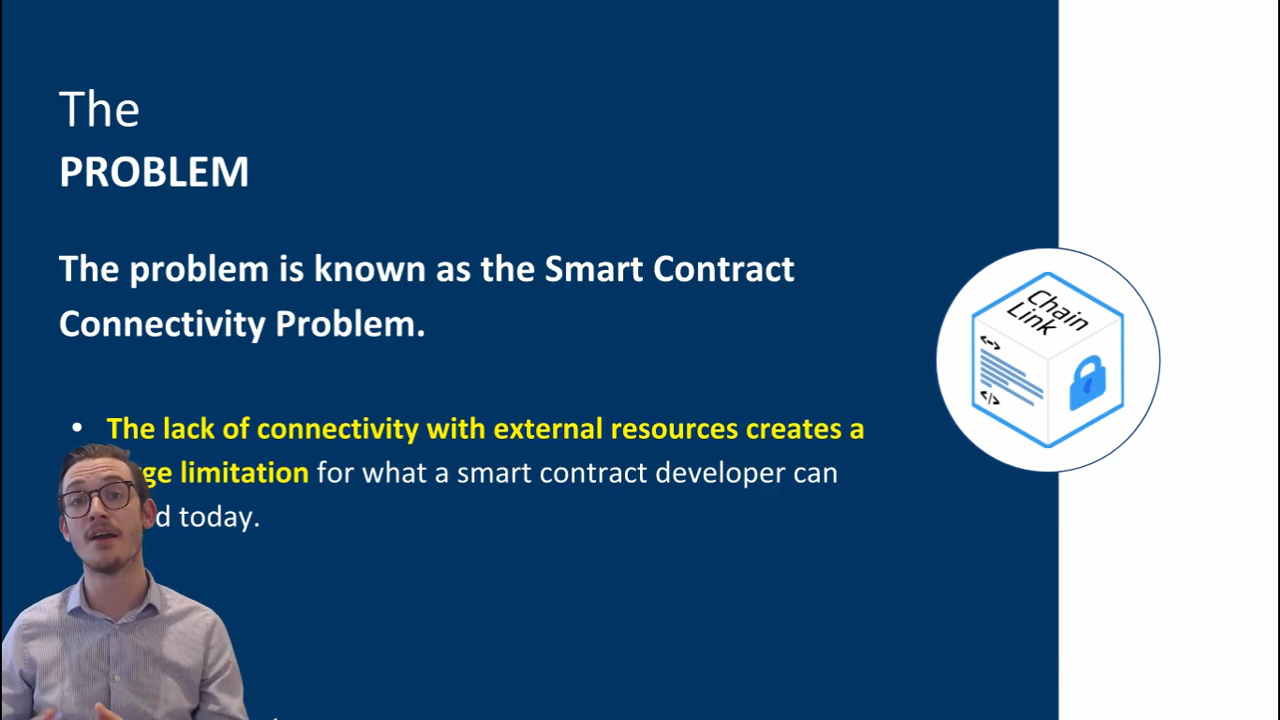 The
PROBLEM
The problem is known as the Smart Contract
Connectivity Problem.
• The lack of connectivity with external resources creates a
limitation for what a smart contract developer can
today.
Chain
Link
<->
</>